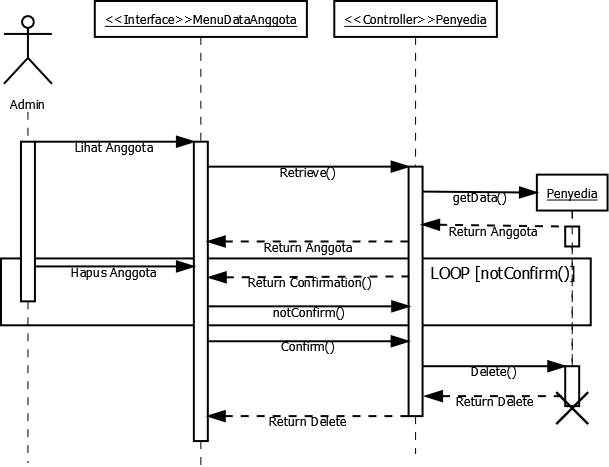 <<Interface>>MenuDataAnggota
<<Controller>>Penyedia
Admin
Lihat Anggota
Retrieve()
getData()
Penyedia
Return Anggota
Return Anggota
Hapus Anggota
LOOP [notConfirm()]
Return Confirmation()
notConfirm()
Confirm()
Delete()
Return Delete
Return Delete